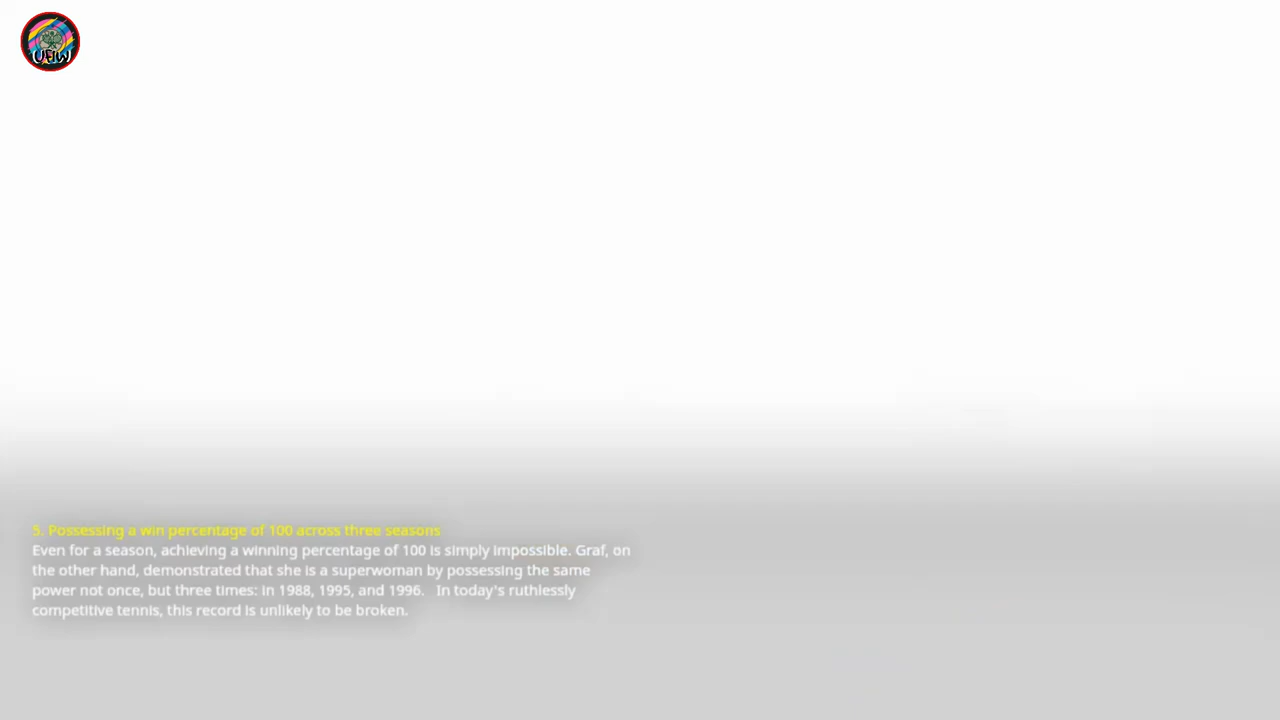 UFIW
5. Possessing a win percentage of 100 across three seasons
Even for a season, achieving a winning percentage of 100 is simply impossible. Graf, on
the other hand, demonstrated that she is a superwoman by possessing the same
power not once, but three times: in 1988, 1995, and 1996.   In today's ruthlessly
competitive tennis, this record is unlikely to be broken.